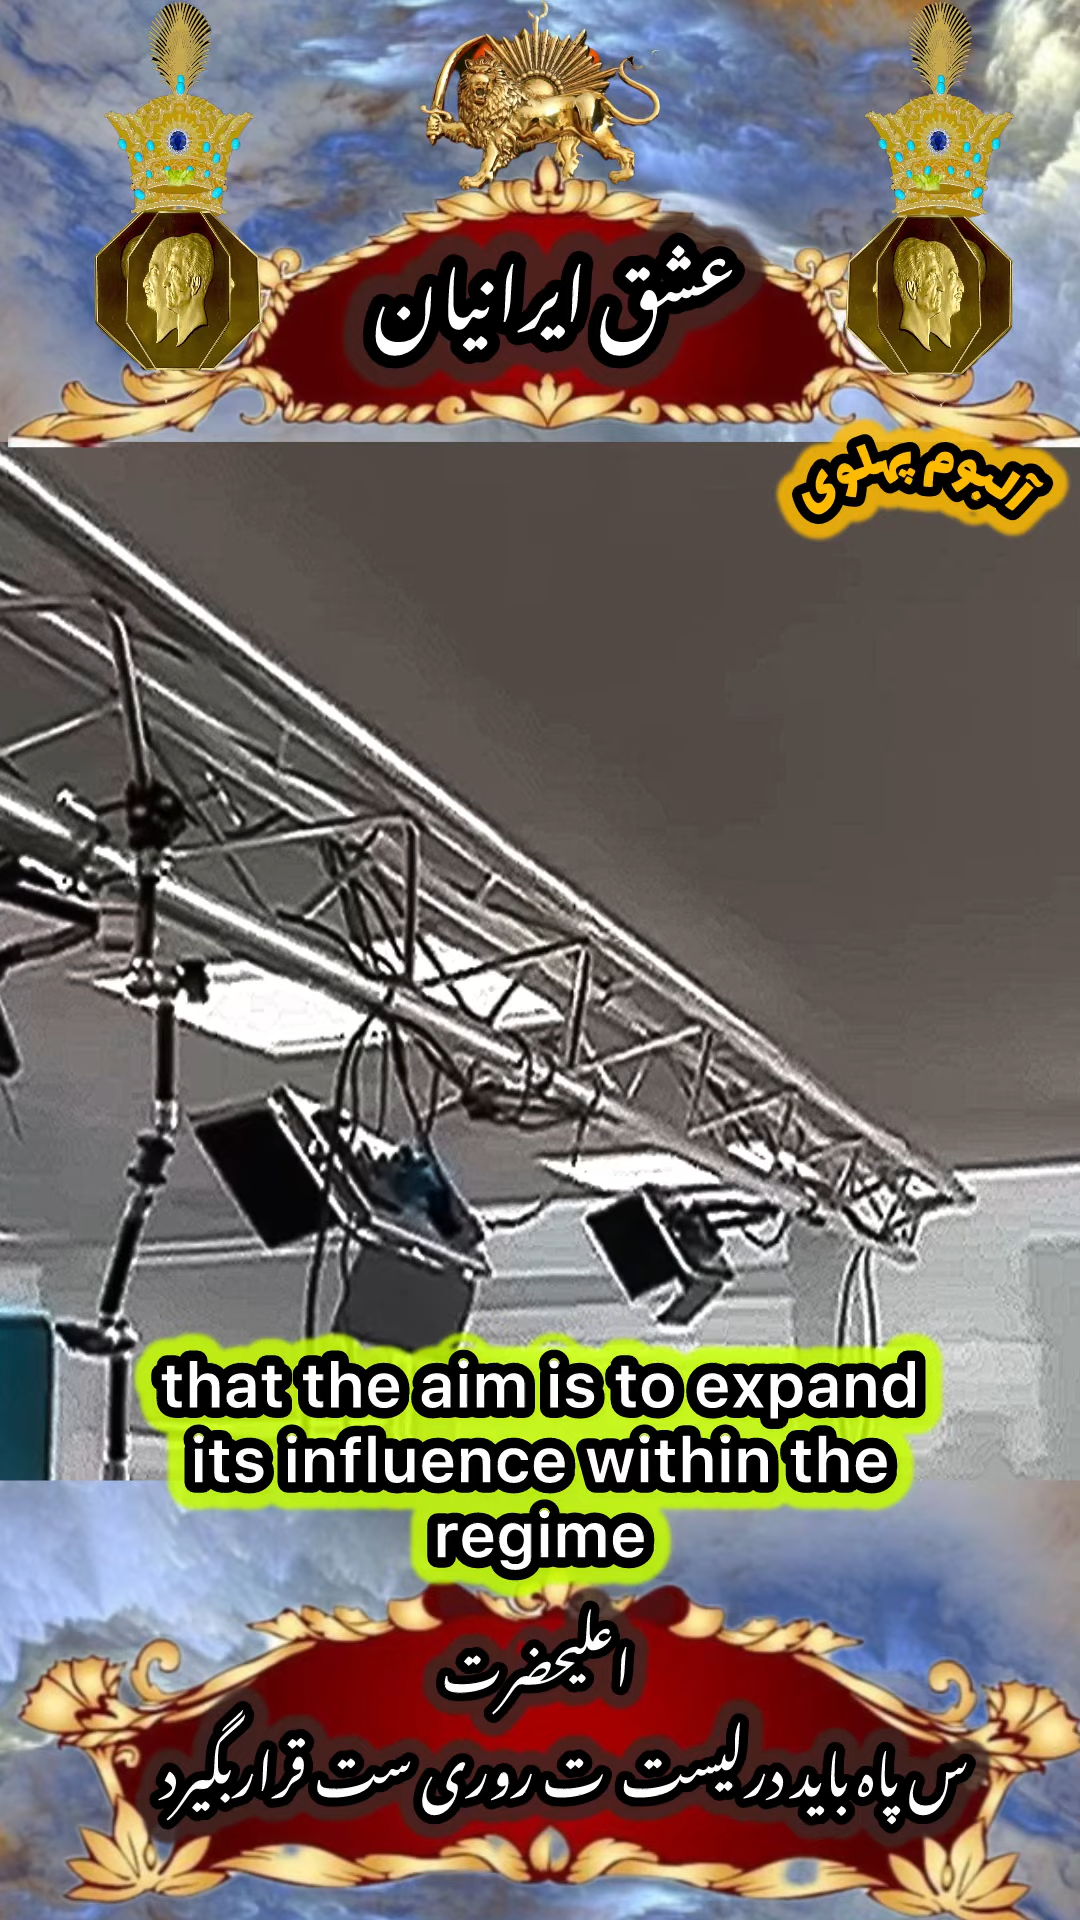 عشق ایرانیان
آلبوم پهلوی
that the aim is to expand
its influence within the
regime
اعلیحضرت
س پاه باید در لیست ت روری ست قرار بگیرد